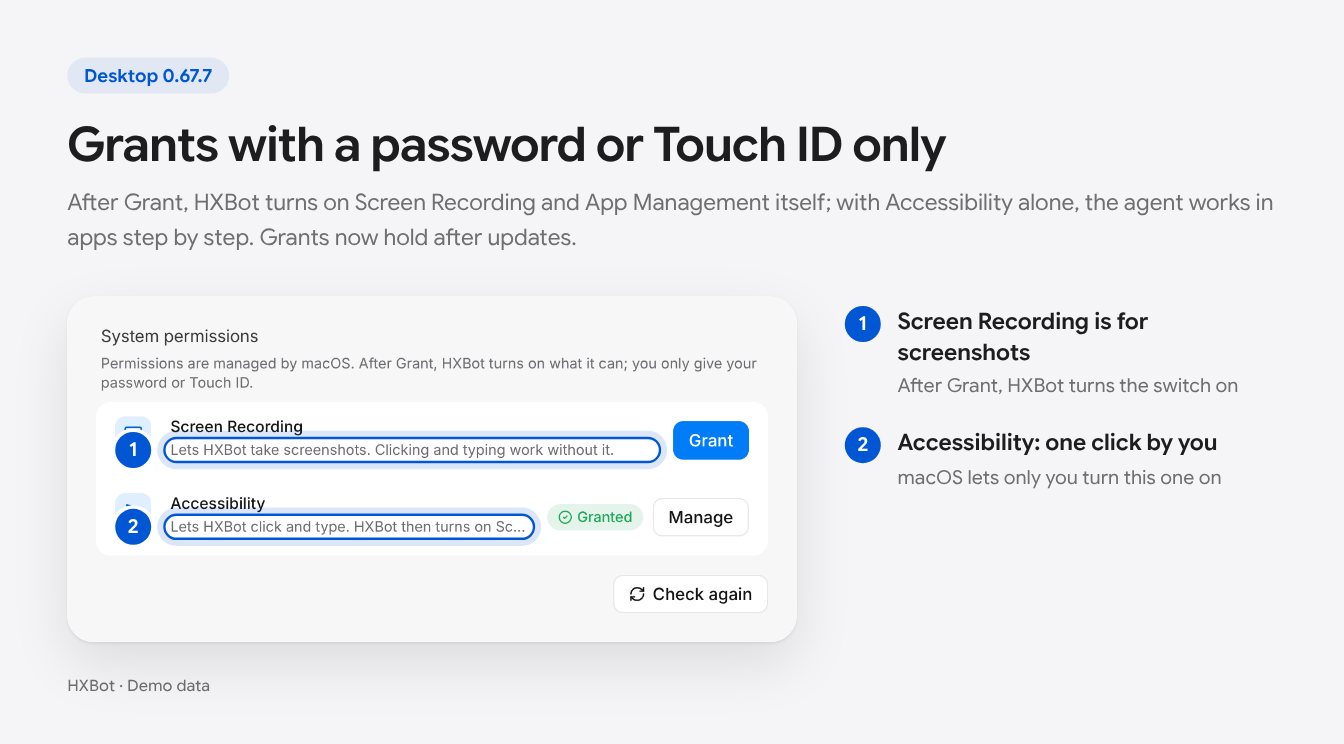 Desktop 0.67.7
Grants with a password or Touch ID only
After Grant, HXBot turns on Screen Recording and App Management itself; with Accessibility alone, the agent works in
apps step by step. Grants now hold after updates.
System permissions
Permissions are managed by macOS. After Grant, HXBot turns on what it can; you only give your
password or Touch ID.
Screen Recording
1
Lets HXBot take screenshots. Clicking and typing work without it.
Grant
Accessibility
2
Lets HXBot click and type. HXBot then turns on Sc...
Granted
Manage
Check again
1
Screen Recording is for
screenshots
After Grant, HXBot turns the switch on
2
Accessibility: one click by you
macOS lets only you turn this one on
HXBot · Demo data